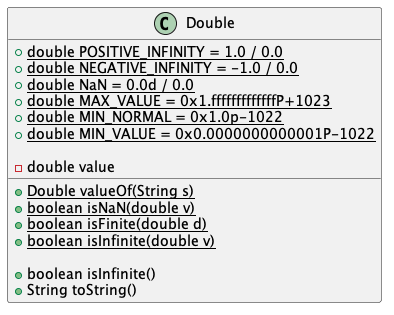 C Double
double POSITIVE_INFINITY = 1.0 / 0.0
double NEGATIVE_INFINITY = -1.0 / 0.0
double NaN = 0.0d / 0.0
double MAX_VALUE = 0x1.fffffffffffffP+1023
double MIN_NORMAL = 0x1.0p-1022
double MIN_VALUE = 0x0.0000000000001P-1022
double value
Double valueOf(String s)
boolean isNaN(double v)
boolean isFinite(double d)
boolean isInfinite(double v)
boolean isInfinite()
String toString()